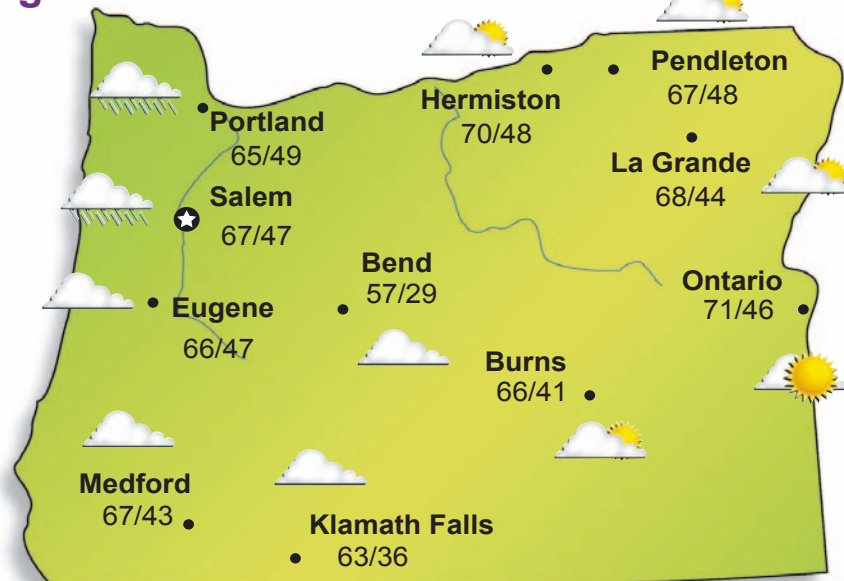 g
Pendleton
67/48
Hermiston
70/48
Portland
65/49
La Grande
68/44
Salem
67/47
Bend
57/29
Ontario
71/46
Eugene
66/47
Burns
66/41
Medford
67/43
Klamath Falls
63/36